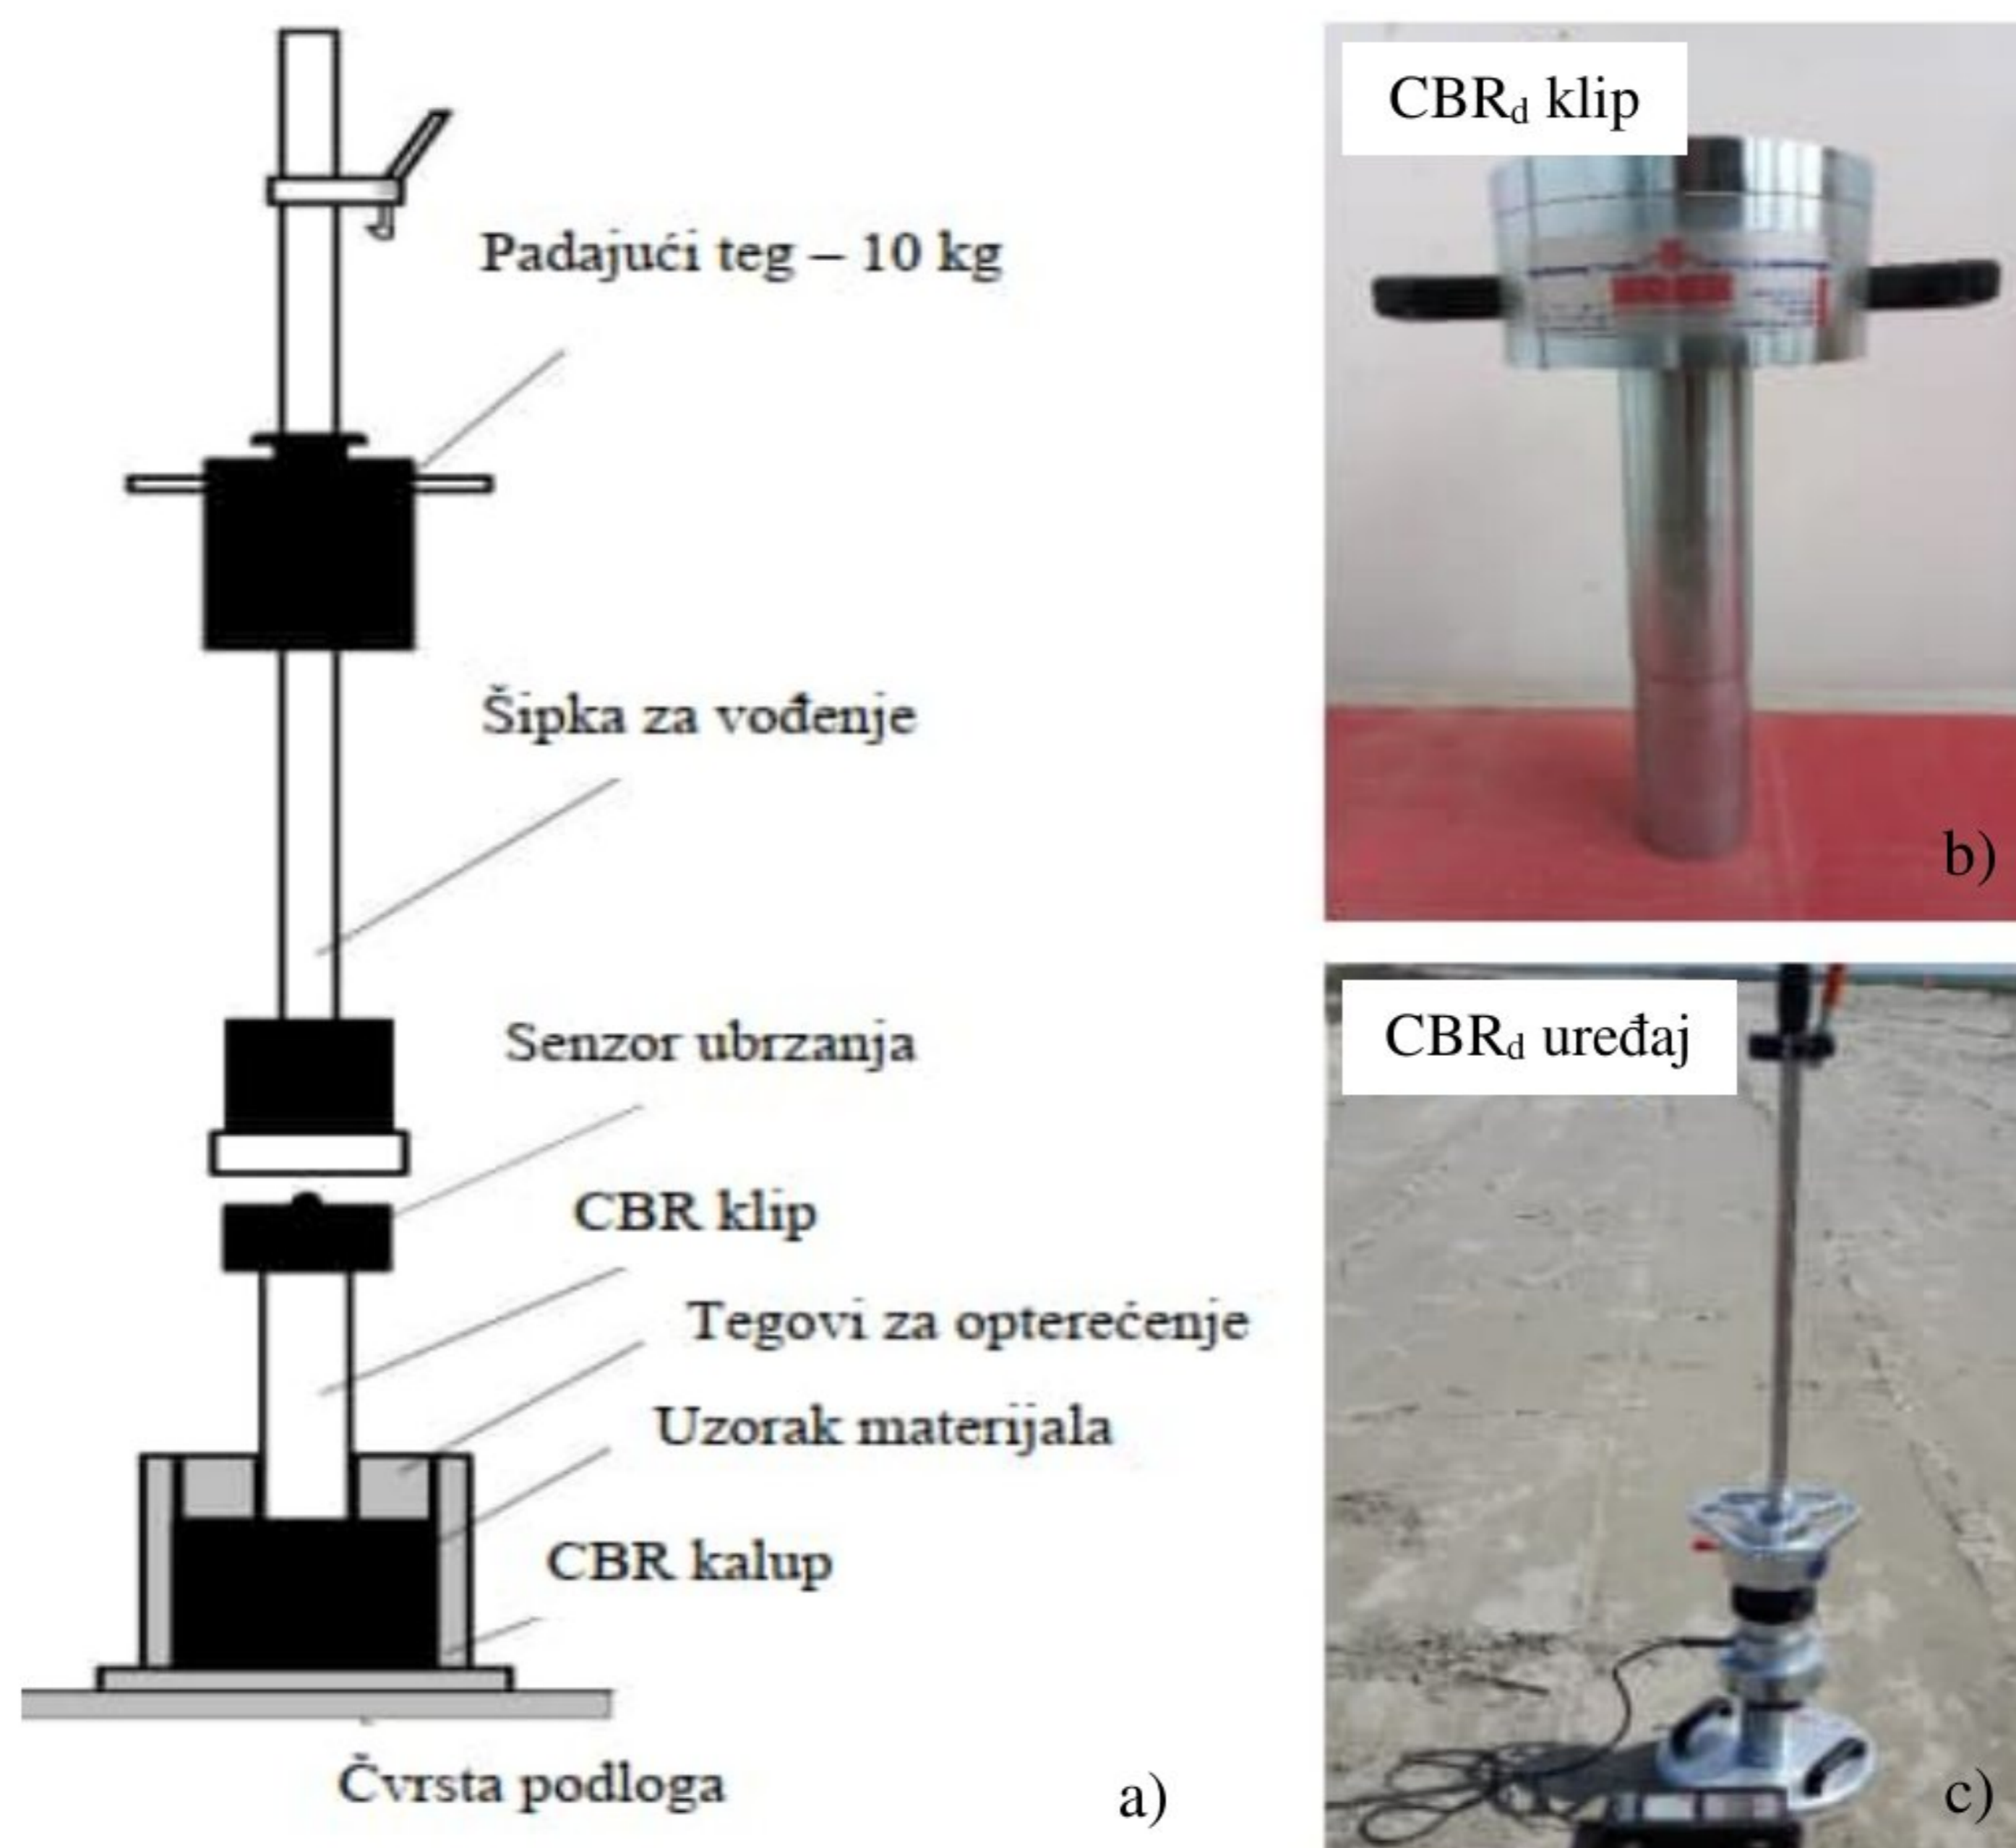 Padajući teg – 10 kg
Šipka za vođenje
Senzor ubrzanja
CBR klip
Tegovi za opterećenje
Uzorak materijala
CBR kalup
Čvrsta podloga
a)
CBRd klip
b)
CBRd uređaj
c)